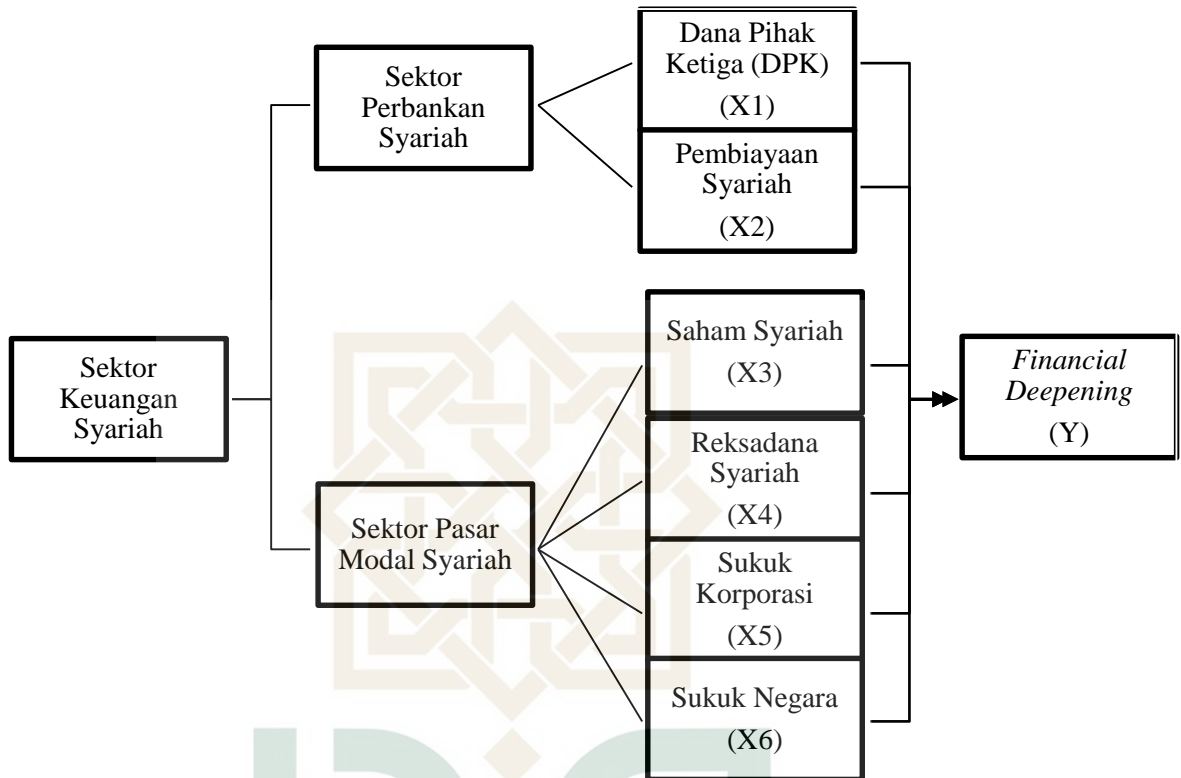 Sektor
Keuangan
Syariah
Sektor
Perbankan
Syariah
Dana Pihak
Ketiga (DPK)
(X1)
Pembiayaan
Syariah
(X2)
Sektor Pasar
Modal Syariah
Saham Syariah
(X3)
Reksadana
Syariah
(X4)
Sukuk
Korporasi
(X5)
Sukuk Negara
(X6)
Financial
Deepening
(Y)